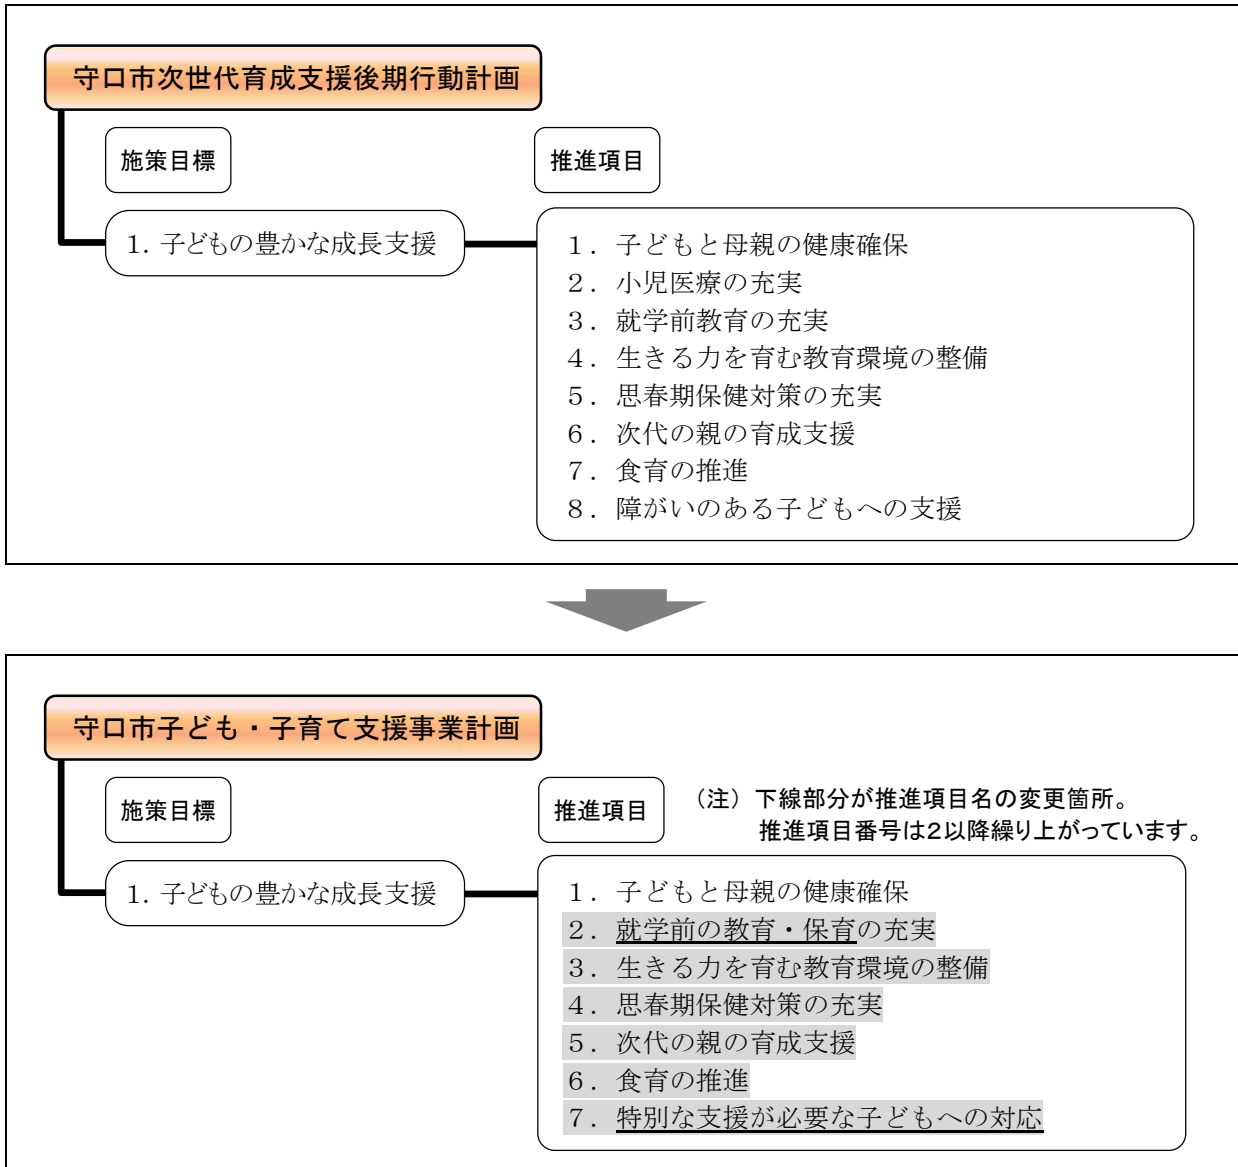 守口市次世代育成支援後期行動計画
施策目標
推進項目
1. 子どもの豊かな成長支援
１．子どもと母親の健康確保
２．小児医療の充実
３．就学前教育の充実
４．生きる力を育む教育環境の整備
５．思春期保健対策の充実
６．次代の親の育成支援
７．食育の推進
８．障がいのある子どもへの支援
守口市子ども・子育て支援事業計画
施策目標
推進項目
（注）下線部分が推進項目名の変更箇所。
推進項目番号は２以降繰り上がっています。
1. 子どもの豊かな成長支援
１．子どもと母親の健康確保
２．就学前の教育・保育の充実
３．生きる力を育む教育環境の整備
４．思春期保健対策の充実
５．次代の親の育成支援
６．食育の推進
７．特別な支援が必要な子どもへの対応